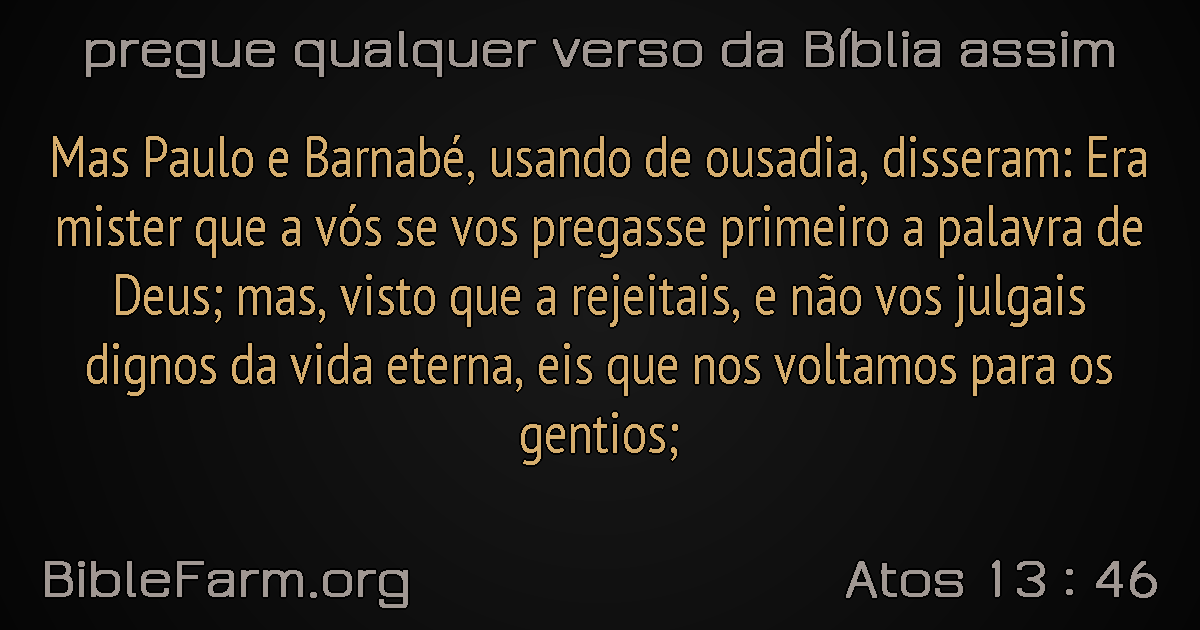 pregue qualquer verso da Bíblia assim
Mas Paulo e Barnabé, usando de ousadia, disseram: Era
mister que a vós se vos pregasse primeiro a palavra de
Deus; mas, visto que a rejeitais, e não vos julgais
dignos da vida eterna, eis que nos voltamos para os
gentios;
BibleFarm.org
Atos 13 : 46